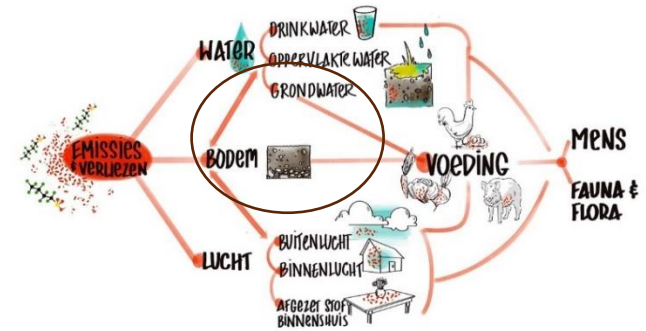 EMISSIES
& VERLIEZEN
WATER
DRINKWATER
OPPERVLAKTE WATER
GRONDWATER
BODEM
LUCHT
BUITENLUCHT
BINNENLUCHT
AFGEZET STOF
BINNENSHUIS
VOEDING
MENS
FAUNA &
FLORA